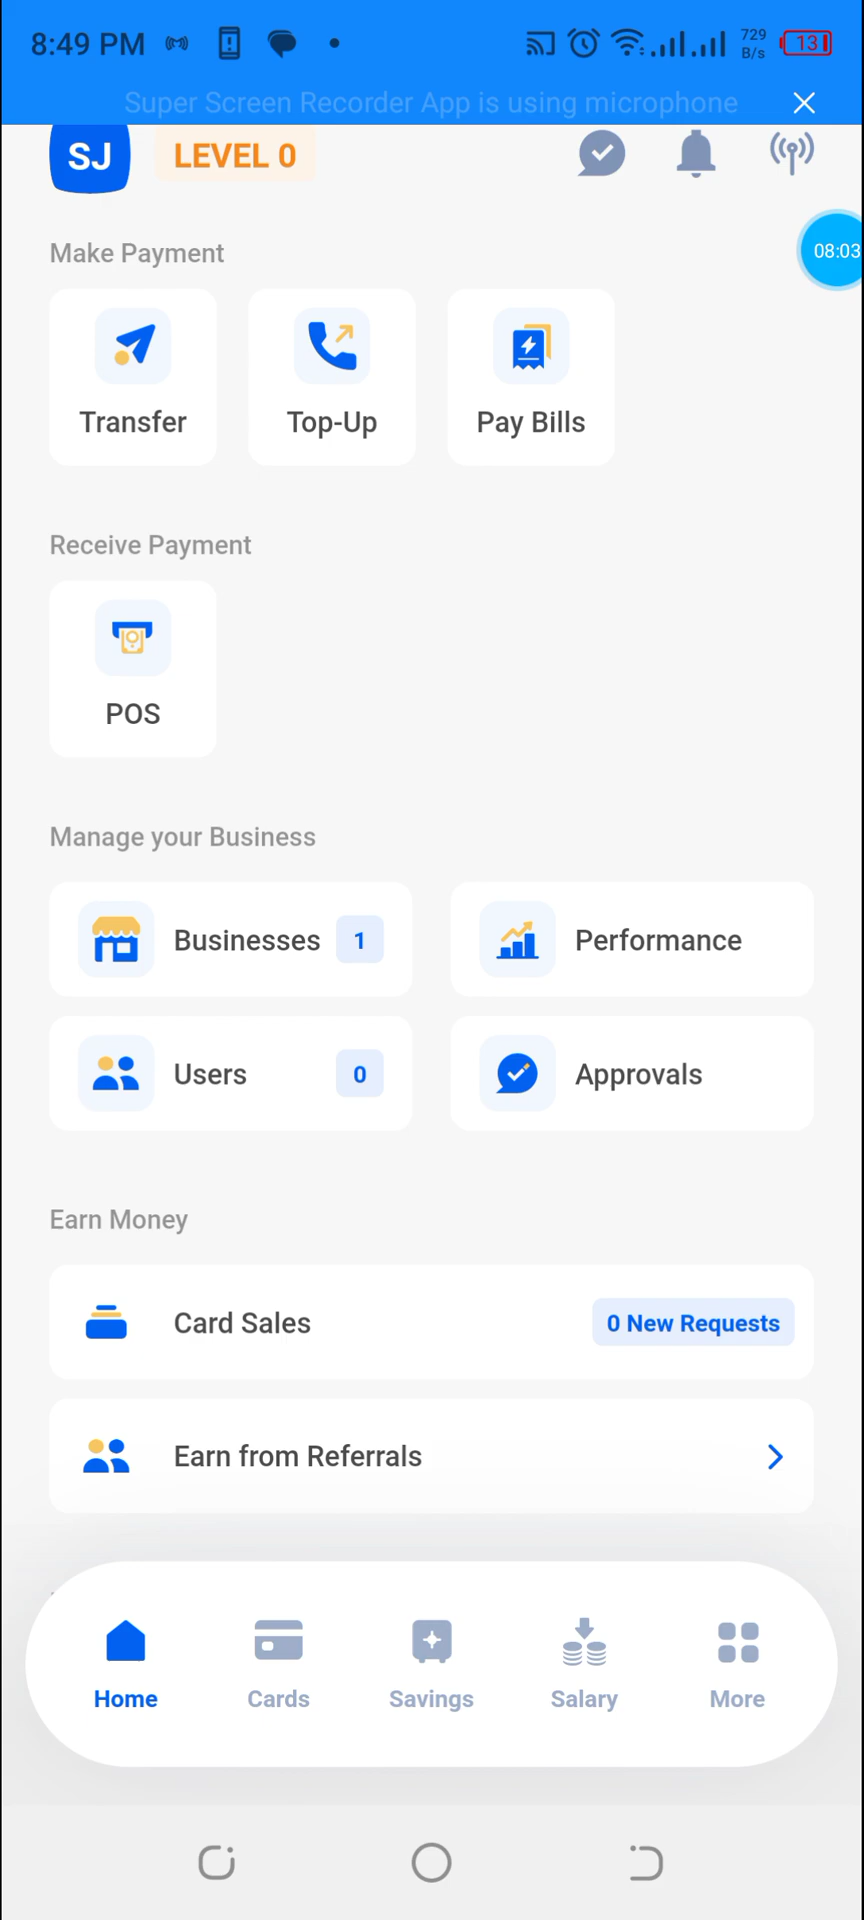 8:49 PM
729 B/s
13
Super Screen Recorder App is using microphone
SJ
LEVEL 0
08:03
Make Payment
Transfer
Top-Up
Pay Bills
Receive Payment
POS
Manage your Business
Businesses 1
Performance
Users 0
Approvals
Earn Money
Card Sales
0 New Requests
Earn from Referrals
Home
Cards
Savings
Salary
More